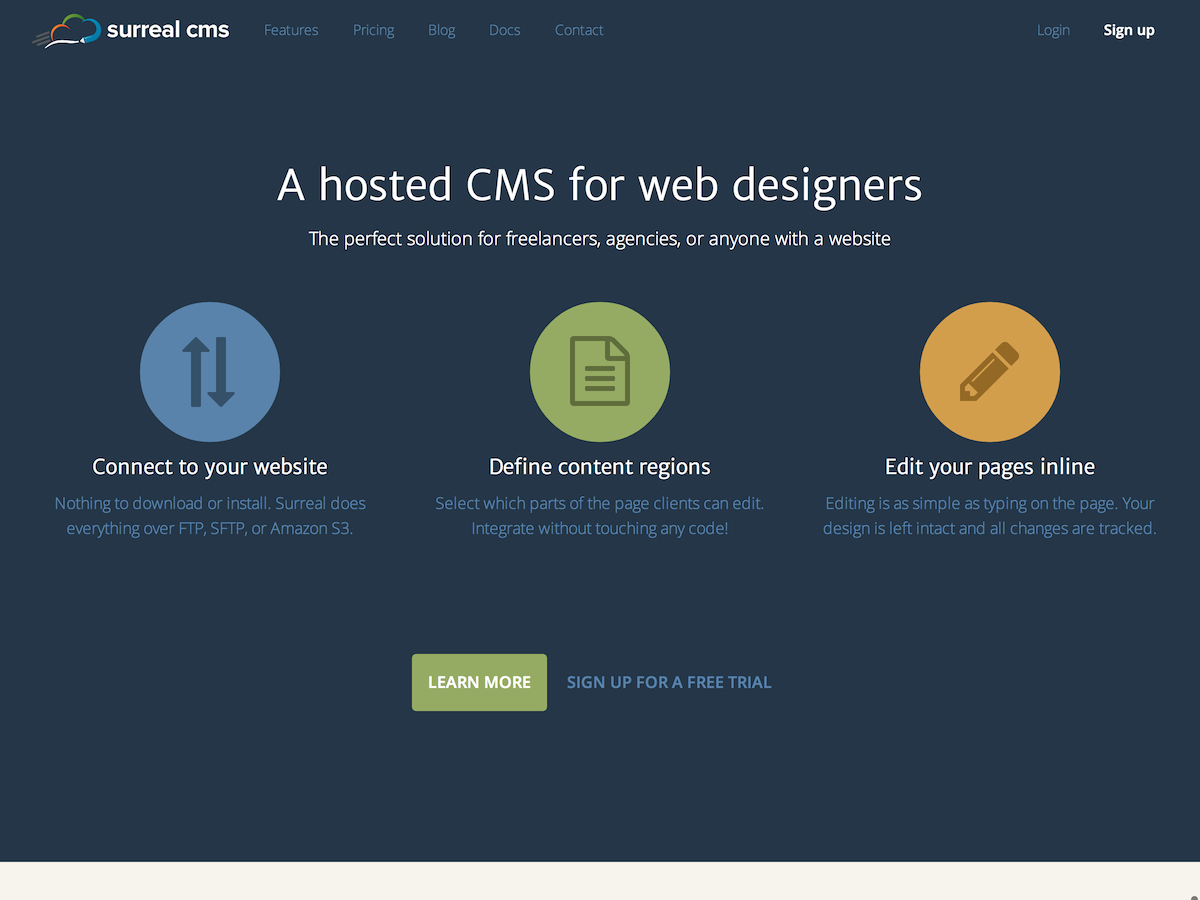 surreal cms
Features
Pricing
Blog
Docs
Contact
Login
Sign up
A hosted CMS for web designers
The perfect solution for freelancers, agencies, or anyone with a website
Connect to your website
Nothing to download or install. Surreal does
everything over FTP, SFTP, or Amazon S3.
Define content regions
Select which parts of the page clients can edit.
Integrate without touching any code!
Edit your pages inline
Editing is as simple as typing on the page. Your
design is left intact and all changes are tracked.
LEARN MORE
SIGN UP FOR A FREE TRIAL